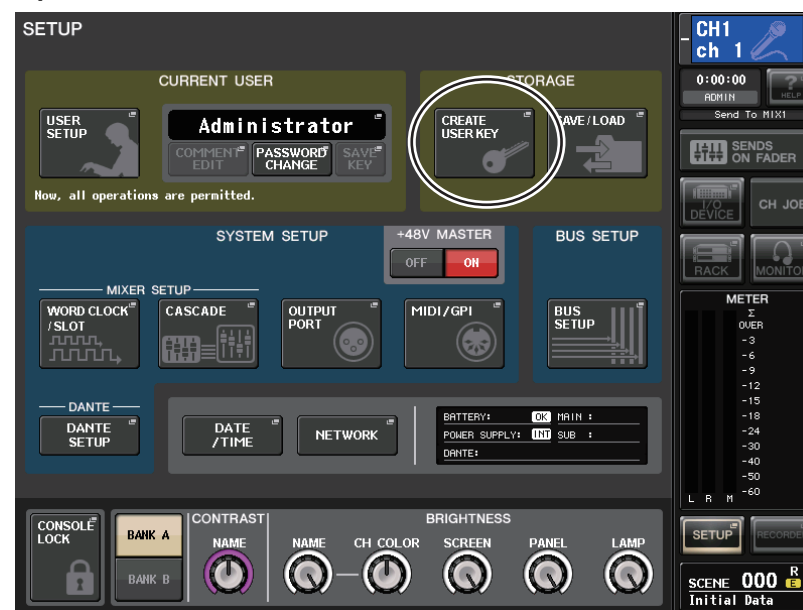 SETUP
CURRENT USER
USER
SETUP
Administrator
COMMENT
EDIT
PASSWORD
CHANGE
SAVE
KEY
Now, all operations are permitted.
STORAGE
CREATE
USER KEY
SAVE/LOAD
SYSTEM SETUP
+48V MASTER
OFF
ON
BUS SETUP
MIXER SETUP
WORD CLOCK
/SLOT
CASCADE
OUTPUT
PORT
MIDI/GPI
BUS
SETUP
DANTE
DANTE
SETUP
DATE
/TIME
NETWORK
BATTERY: OK MAIN :
POWER SUPPLY: INT SUB :
DANTE:
CONSOLE
LOCK
BANK A
BANK B
CONTRAST
NAME
BRIGHTNESS
NAME
CH COLOR
SCREEN
PANEL
LAMP
CH1
ch 1
0:00:00
ADMIN
?
HELP
Send To MIX1
SENDS
ON FADER
I/O
DEVICE
CH JOB
RACK
MONITO
METER
Σ
OVER
-3
-6
-9
-12
-15
-18
-24
-30
-40
-50
-60
L R M
SETUP
RECORDE
SCENE 000 R
E
Initial Data